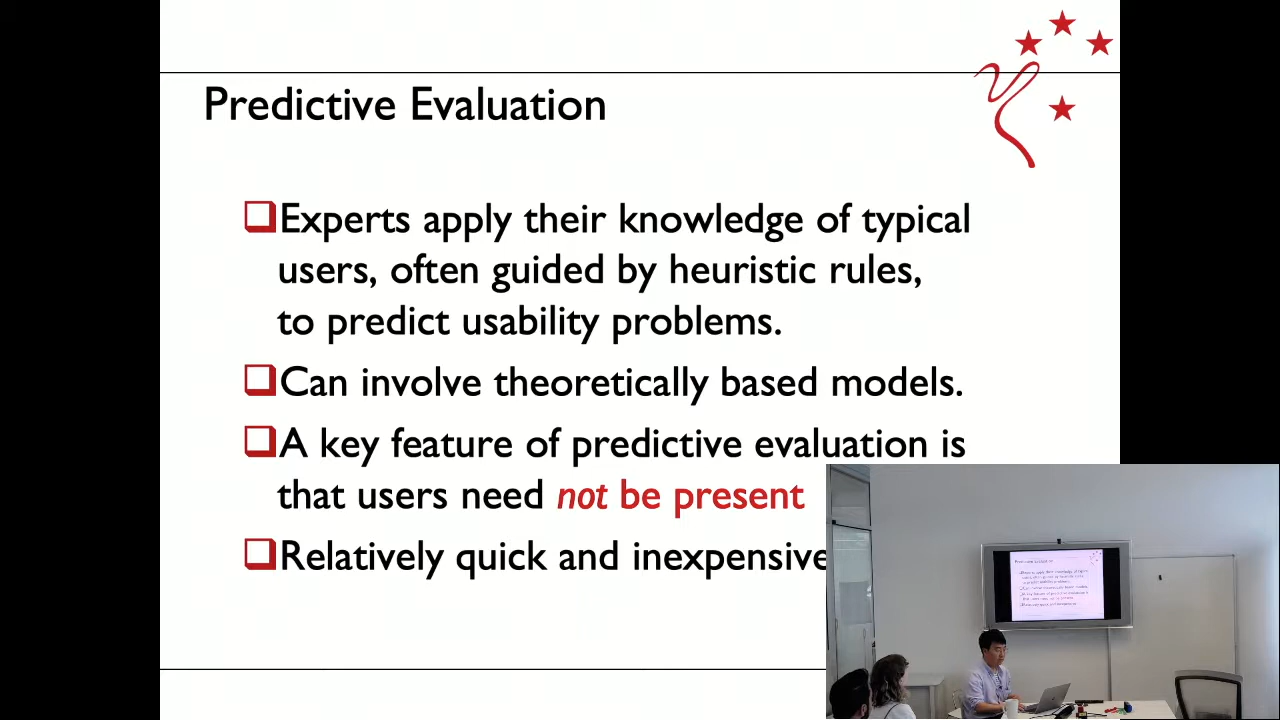 Predictive Evaluation
Experts apply their knowledge of typical
users, often guided by heuristic rules,
to predict usability problems.
Can involve theoretically based models.
A key feature of predictive evaluation is
that users need not be present
Relatively quick and inexpensive